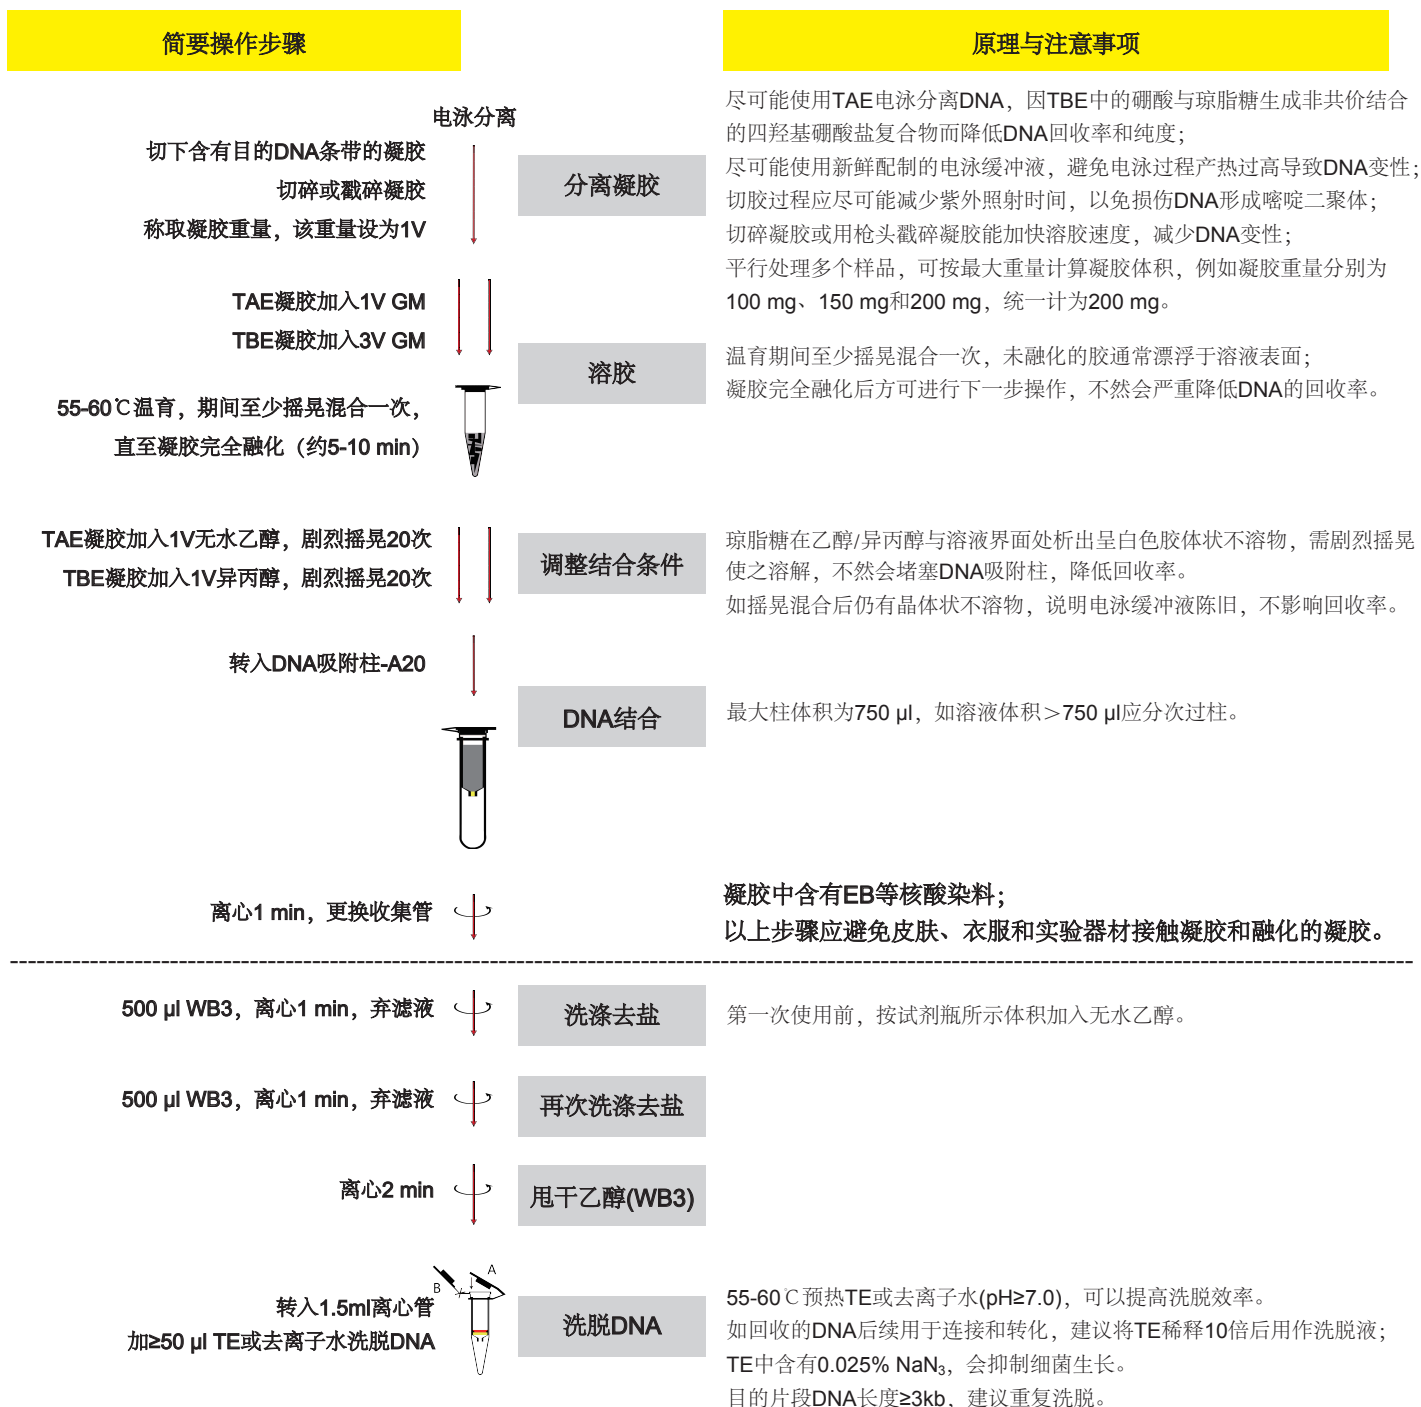 简要操作步骤
原理与注意事项
电泳分离
切下含有目的DNA条带的凝胶
切碎或戳碎凝胶
称取凝胶重量，该重量设为1V
分离凝胶
尽可能使用TAE电泳分离DNA，因TBE中的硼酸与琼脂糖生成非共价结合
的四羟基硼酸盐复合物而降低DNA回收率和纯度；
尽可能使用新鲜配制的电泳缓冲液，避免电泳过程产热过高导致DNA变性；
切胶过程应尽可能减少紫外照射时间，以免损伤DNA形成嘧啶二聚体；
切碎凝胶或用枪头戳碎凝胶能加快溶胶速度，减少DNA变性；
平行处理多个样品，可按最大重量计算凝胶体积，例如凝胶重量分别为
100 mg、150 mg和200 mg，统一计为200 mg。
TAE凝胶加入1V GM
TBE凝胶加入3V GM
55-60℃温育，期间至少摇晃混合一次，
直至凝胶完全融化（约5-10 min）
溶胶
温育期间至少摇晃混合一次，未融化的胶通常漂浮于溶液表面；
凝胶完全融化后方可进行下一步操作，不然会严重降低DNA的回收率。
TAE凝胶加入1V无水乙醇，剧烈摇晃20次
TBE凝胶加入1V异丙醇，剧烈摇晃20次
调整结合条件
琼脂糖在乙醇/异丙醇与溶液界面处析出呈白色胶体状不溶物，需剧烈摇晃
使之溶解，不然会堵塞DNA吸附柱，降低回收率。
如摇晃混合后仍有晶体状不溶物，说明电泳缓冲液陈旧，不影响回收率。
转入DNA吸附柱-A20
DNA结合
最大柱体积为750 µl，如溶液体积＞750 µl应分次过柱。
离心1 min，更换收集管
凝胶中含有EB等核酸染料；
以上步骤应避免皮肤、衣服和实验器材接触凝胶和融化的凝胶。
500 µl WB3，离心1 min，弃滤液
洗涤去盐
第一次使用前，按试剂瓶所示体积加入无水乙醇。
500 µl WB3，离心1 min，弃滤液
再次洗涤去盐
离心2 min
甩干乙醇(WB3)
A
B
转入1.5ml离心管
加≥50 µl TE或去离子水洗脱DNA
洗脱DNA
55-60℃预热TE或去离子水(pH≥7.0)，可以提高洗脱效率。
如回收的DNA后续用于连接和转化，建议将TE稀释10倍后用作洗脱液；
TE中含有0.025% NaN₃，会抑制细菌生长。
目的片段DNA长度≥3kb，建议重复洗脱。